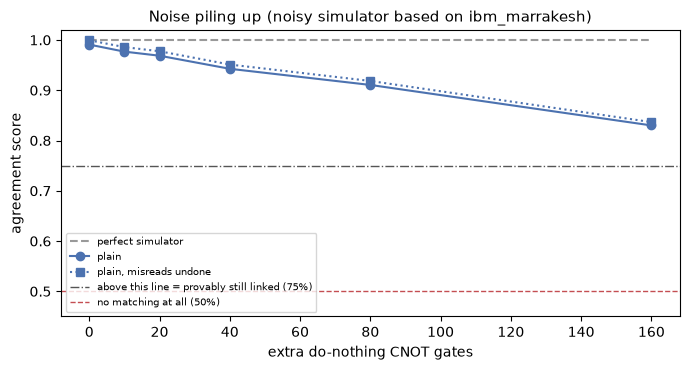 Noise piling up (noisy simulator based on ibm_marrakesh)
1.0
0.9
0.8
0.7
0.6
0.5
agreement score
perfect simulator
plain
plain, misreads undone
above this line = provably still linked (75%)
no matching at all (50%)
0 20 40 60 80 100 120 140 160
extra do-nothing CNOT gates